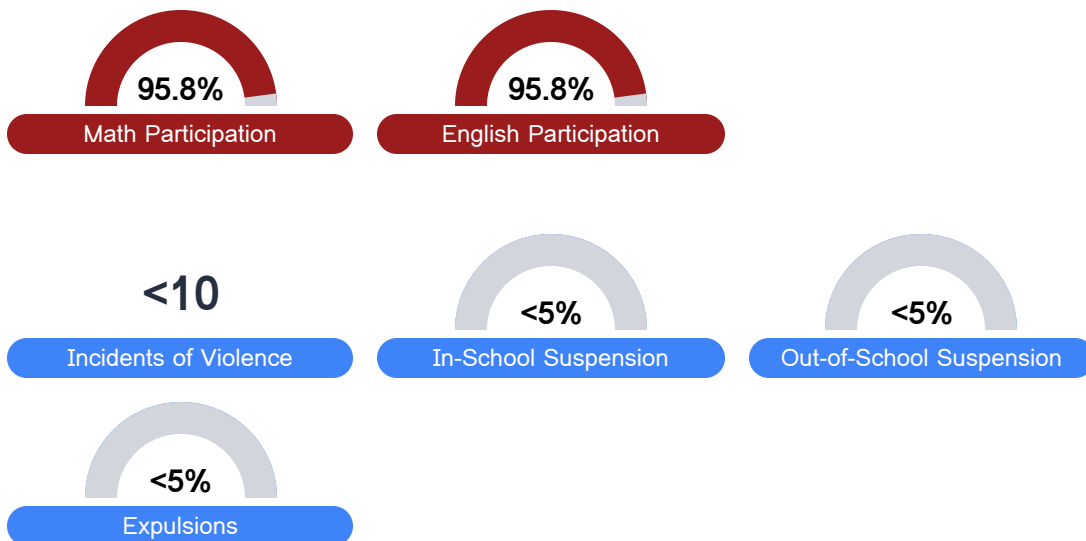 95.8%
Math Participation
95.8%
English Participation
<10
Incidents of Violence
<5%
In-School Suspension
<5%
Out-of-School Suspension
<5%
Expulsions